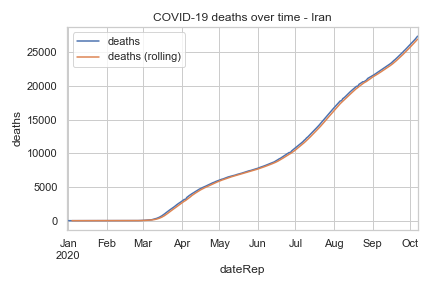 COVID-19 deaths over time - Iran
deaths
deaths (rolling)
25000
20000
15000
10000
5000
0
deaths
Jan Feb Mar Apr May Jun Jul Aug Sep Oct
2020
dateRep